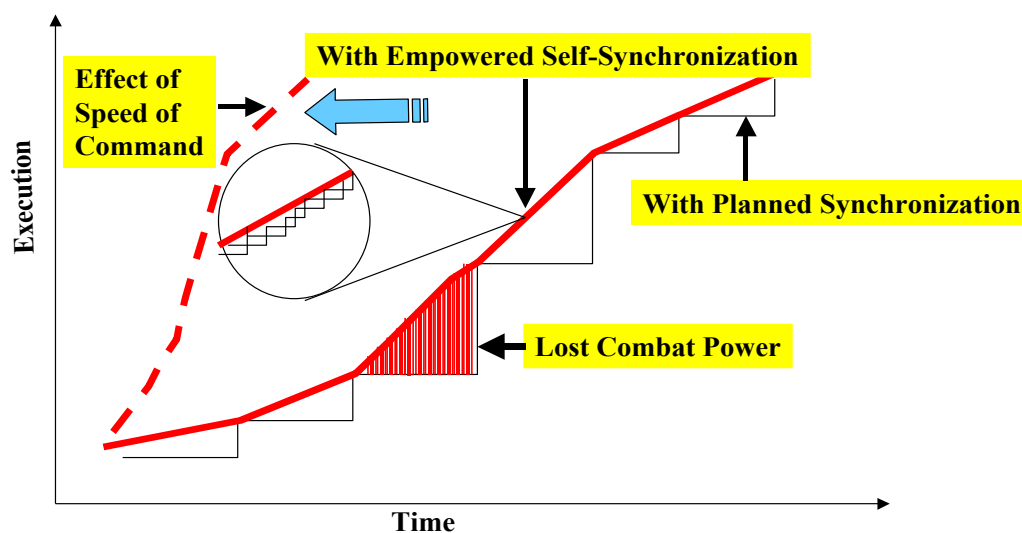 With Empowered Self-Synchronization
Effect of
Speed of
Command
Execution
With Planned Synchronization
Lost Combat Power
Time